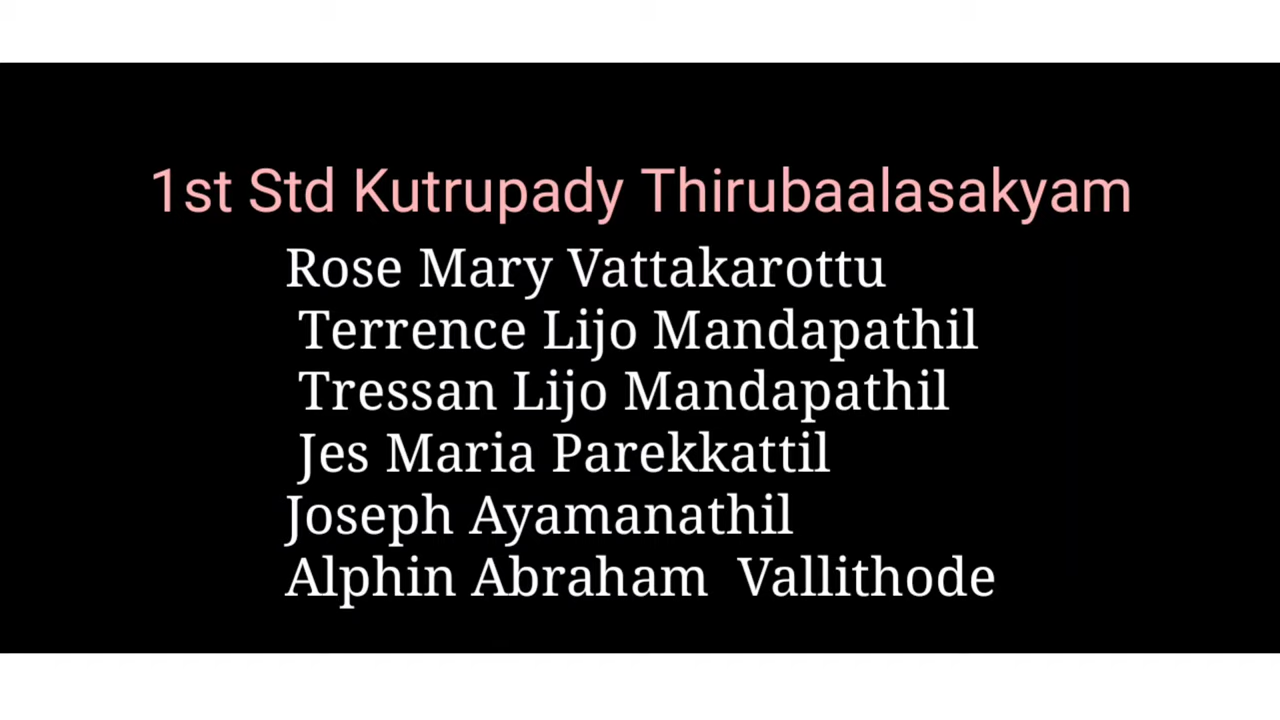 1st Std Kutrupady Thirubaalasakyam
Rose Mary Vattakarottu
Terrence Lijo Mandapathil
Tressan Lijo Mandapathil
Jes Maria Parekkattil
Joseph Ayamanathil
Alphin Abraham  Vallithode